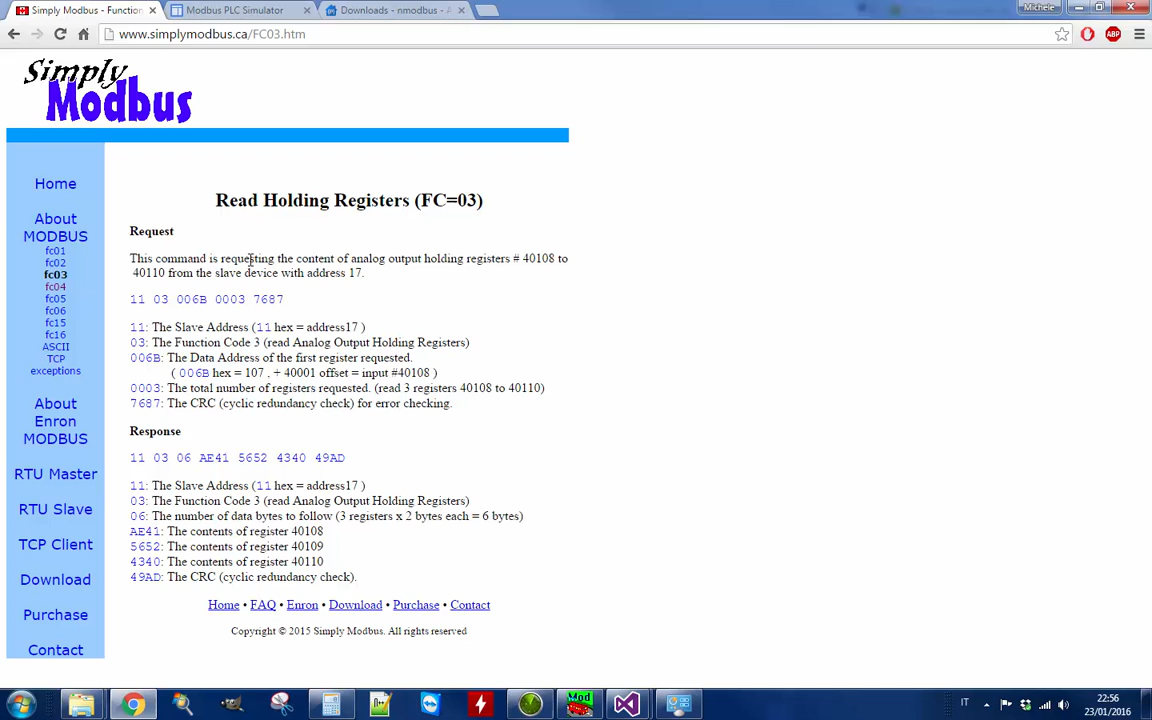 Simply Modbus - Function
Modbus PLC Simulator
Downloads - nmodbus - A
Michele
www.simplymodbus.ca/FC03.htm
ABP
Simply
Modbus
Home
About
MODBUS
fc01
fc02
fc03
fc04
fc05
fc06
fc15
fc16
ASCII
TCP
exceptions
About
Enron
MODBUS
RTU Master
RTU Slave
TCP Client
Download
Purchase
Contact
Read Holding Registers (FC=03)
Request
This command is requesting the content of analog output holding registers # 40108 to
40110 from the slave device with address 17.
11 03 006B 0003 7687
11: The Slave Address (11 hex = address17 )
03: The Function Code 3 (read Analog Output Holding Registers)
006B: The Data Address of the first register requested.
( 006B hex = 107 , + 40001 offset = input #40108 )
0003: The total number of registers requested. (read 3 registers 40108 to 40110)
7687: The CRC (cyclic redundancy check) for error checking.
Response
11 03 06 AE41 5652 4340 49AD
11: The Slave Address (11 hex = address17 )
03: The Function Code 3 (read Analog Output Holding Registers)
06: The number of data bytes to follow (3 registers x 2 bytes each = 6 bytes)
AE41: The contents of register 40108
5652: The contents of register 40109
4340: The contents of register 40110
49AD: The CRC (cyclic redundancy check).
Home • FAQ • Enron • Download • Purchase • Contact
Copyright © 2015 Simply Modbus. All rights reserved
Mod
IT
22:56
23/01/2016